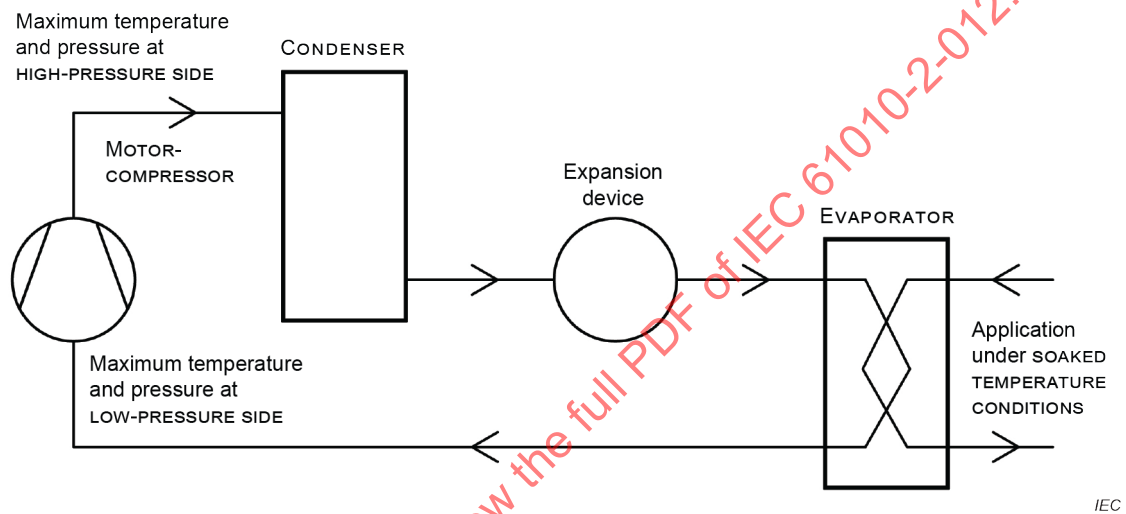 Maximum temperature
and pressure at
HIGH-PRESSURE SIDE
CONDENSER
MOTOR-
COMPRESSOR
Expansion
device
EVAPORATOR
Application
under SOAKED
TEMPERATURE
CONDITIONS
Maximum temperature
and pressure at
LOW-PRESSURE SIDE
IEC
w the full PDF of IEC 61010-2-012: